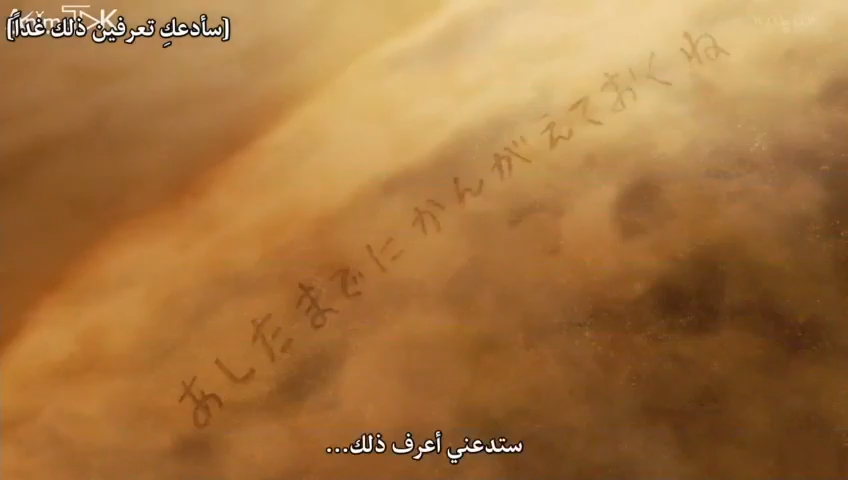 [سأدعكِ تعرفين ذلك غداً]
あしたまでにかんがえておくね
ستدعني أعرف ذلك...